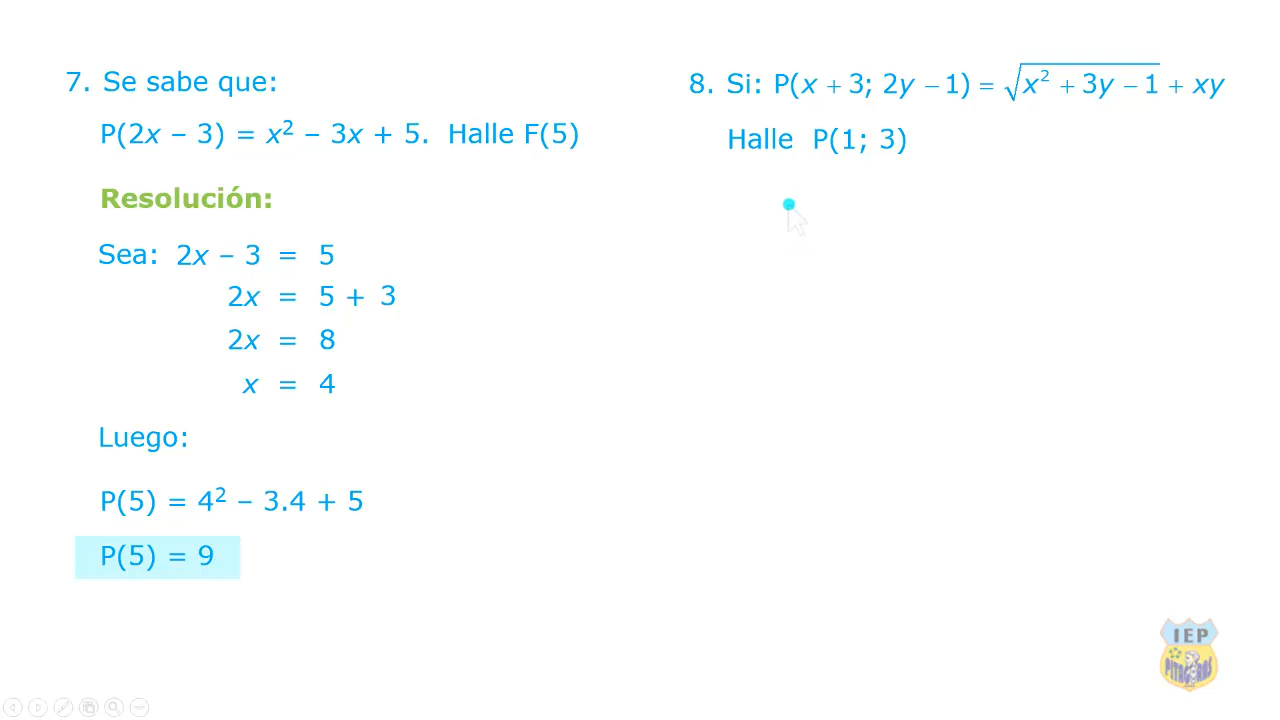 7. Se sabe que:
P(2x – 3) = x² – 3x + 5. Halle F(5)
Resolución:
Sea: 2x – 3 = 5
2x = 5 + 3
2x = 8
x = 4
Luego:
P(5) = 4² – 3.4 + 5
P(5) = 9
8. Si: P(x + 3; 2y − 1) = √(x² + 3y − 1) + xy
Halle P(1; 3)
IEP
PITAGORAS